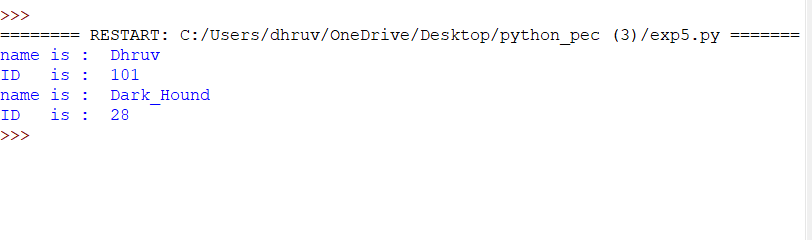 >>>
======== RESTART: C:/Users/dhruv/OneDrive/Desktop/python_pec (3)/exp5.py =======
name is :  Dhruv
ID   is :  101
name is :  Dark_Hound
ID   is :  28
>>>